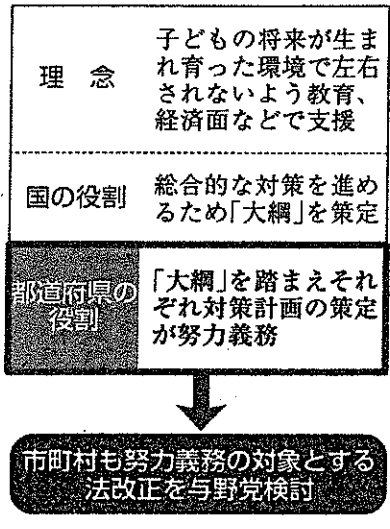 理念
子どもの将来が生ま
れ育った環境で左右
されないよう教育、
経済面などで支援
国の役割
総合的な対策を進め
るため「大綱」を策定
都道府県の
役割
「大綱」を踏まえそれ
ぞれ対策計画の策定
が努力義務
市町村も努力義務の対象とする
法改正を与野党検討